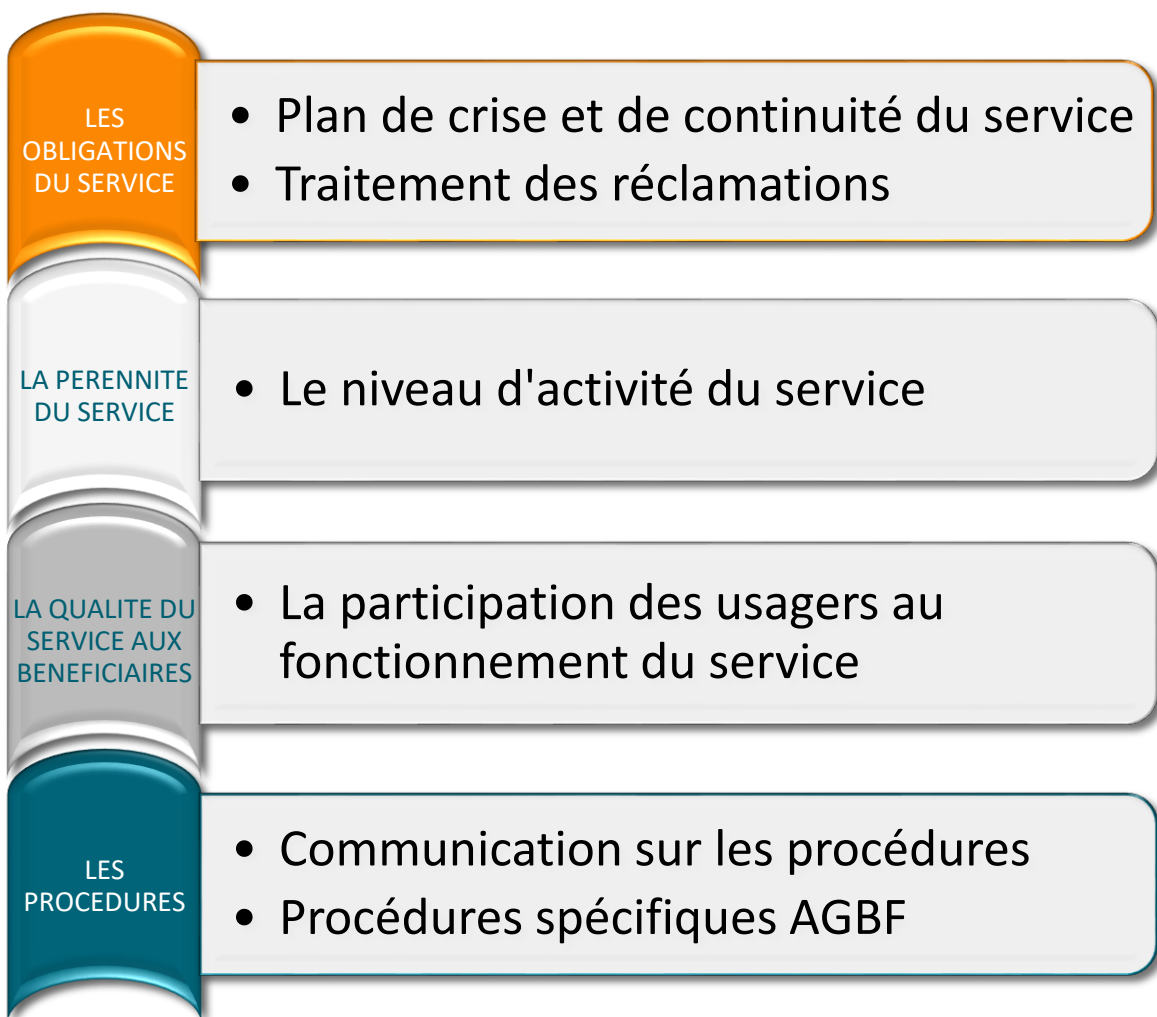 LES
OBLIGATIONS
DU SERVICE
• Plan de crise et de continuité du service
• Traitement des réclamations
LA PERENNITE
DU SERVICE
• Le niveau d'activité du service
LA QUALITE DU
SERVICE AUX
BENEFICIAIRES
• La participation des usagers au
fonctionnement du service
LES
PROCEDURES
• Communication sur les procédures
• Procédures spécifiques AGBF